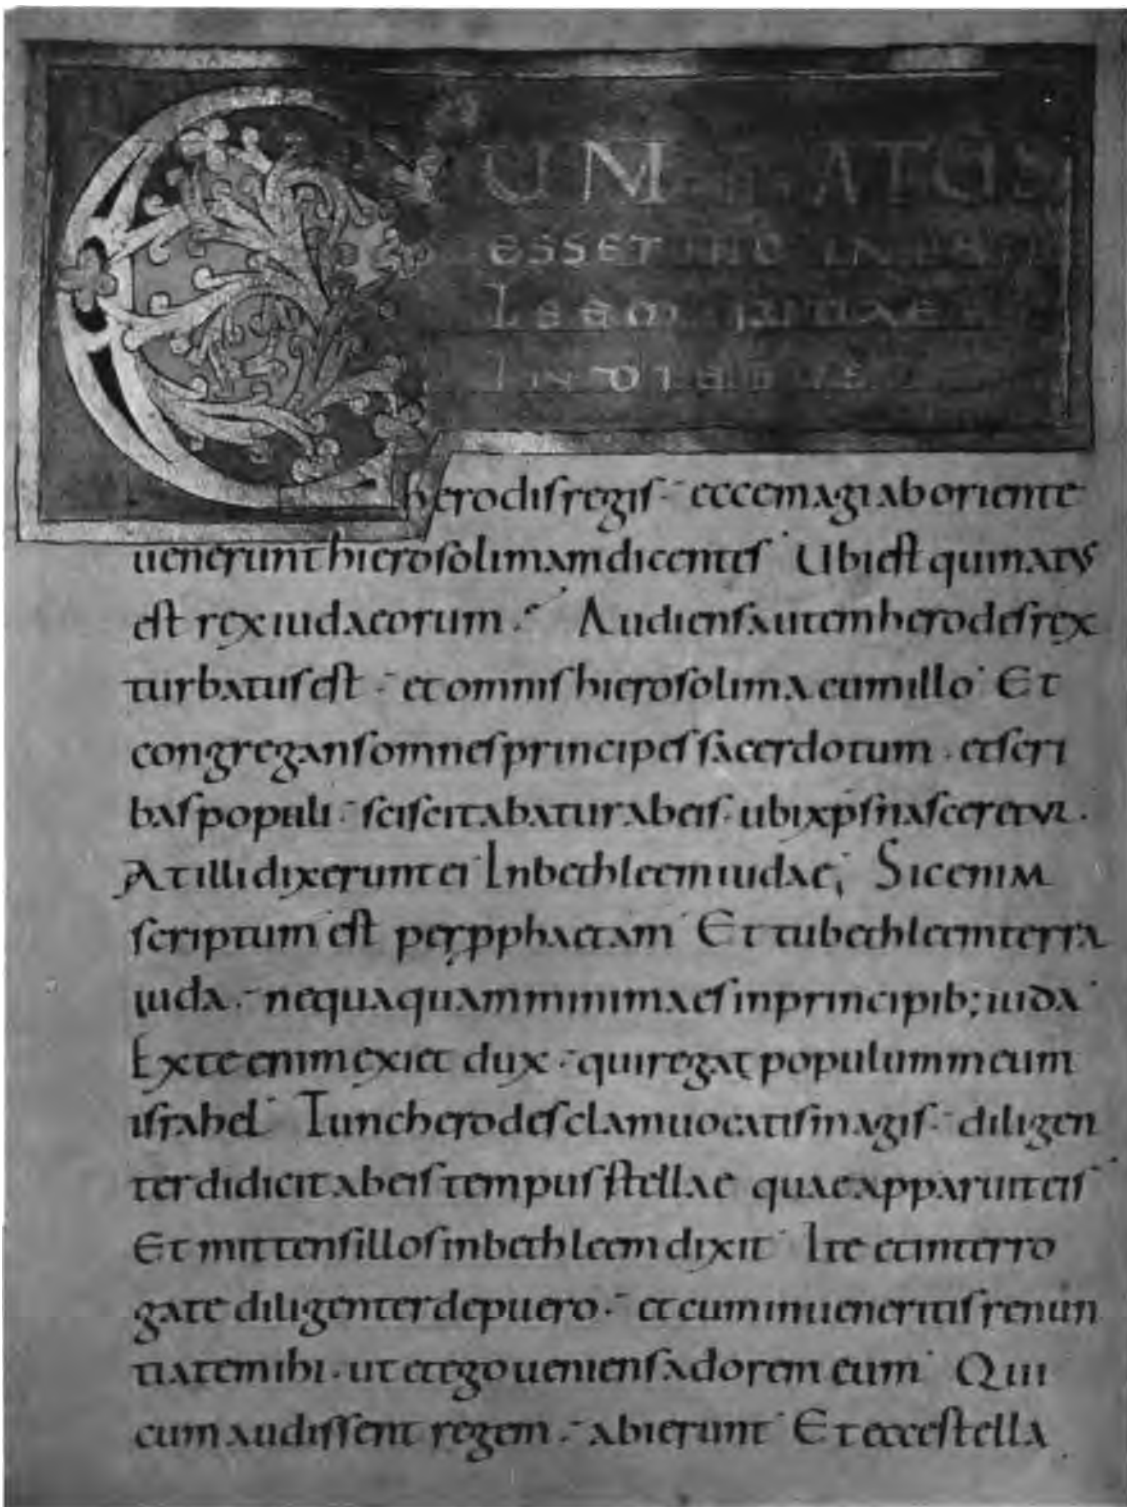 CUM NATUS
ESSET IHC IN BETH
LEEM IUDAE
IN DIEBUS
herodis regis · ecce magi ab oriente
uenerunt hierosolimam dicentes Ubi est qui natus
est rex iudaeorum · Audiens autem herodes rex
turbatus est · et omnis hierosolima cum illo Et
congregans omnes principes sacerdotum · et scri
bas populi · sciscitabatur ab eis · ubi xps nasceretur ·
At illi dixerunt ei In bethleem iudae; Sic enim
scriptum est per pphaetam Et tu bethleem terra
iuda · nequaquam minima es in principib; iuda
Ex te enim exiet dux · qui regat populum meum
israhel Tunc herodes clam uocatis magis · diligen
ter didicit ab eis tempus stellae quae apparuit eis
Et mittens illos in bethleem dixit Ite et interro
gate diligenter de puero · et cum inueneritis renun
tiate mihi · ut et ego ueniens adorem eum Qui
cum audissent regem · abierunt Et ecce stella